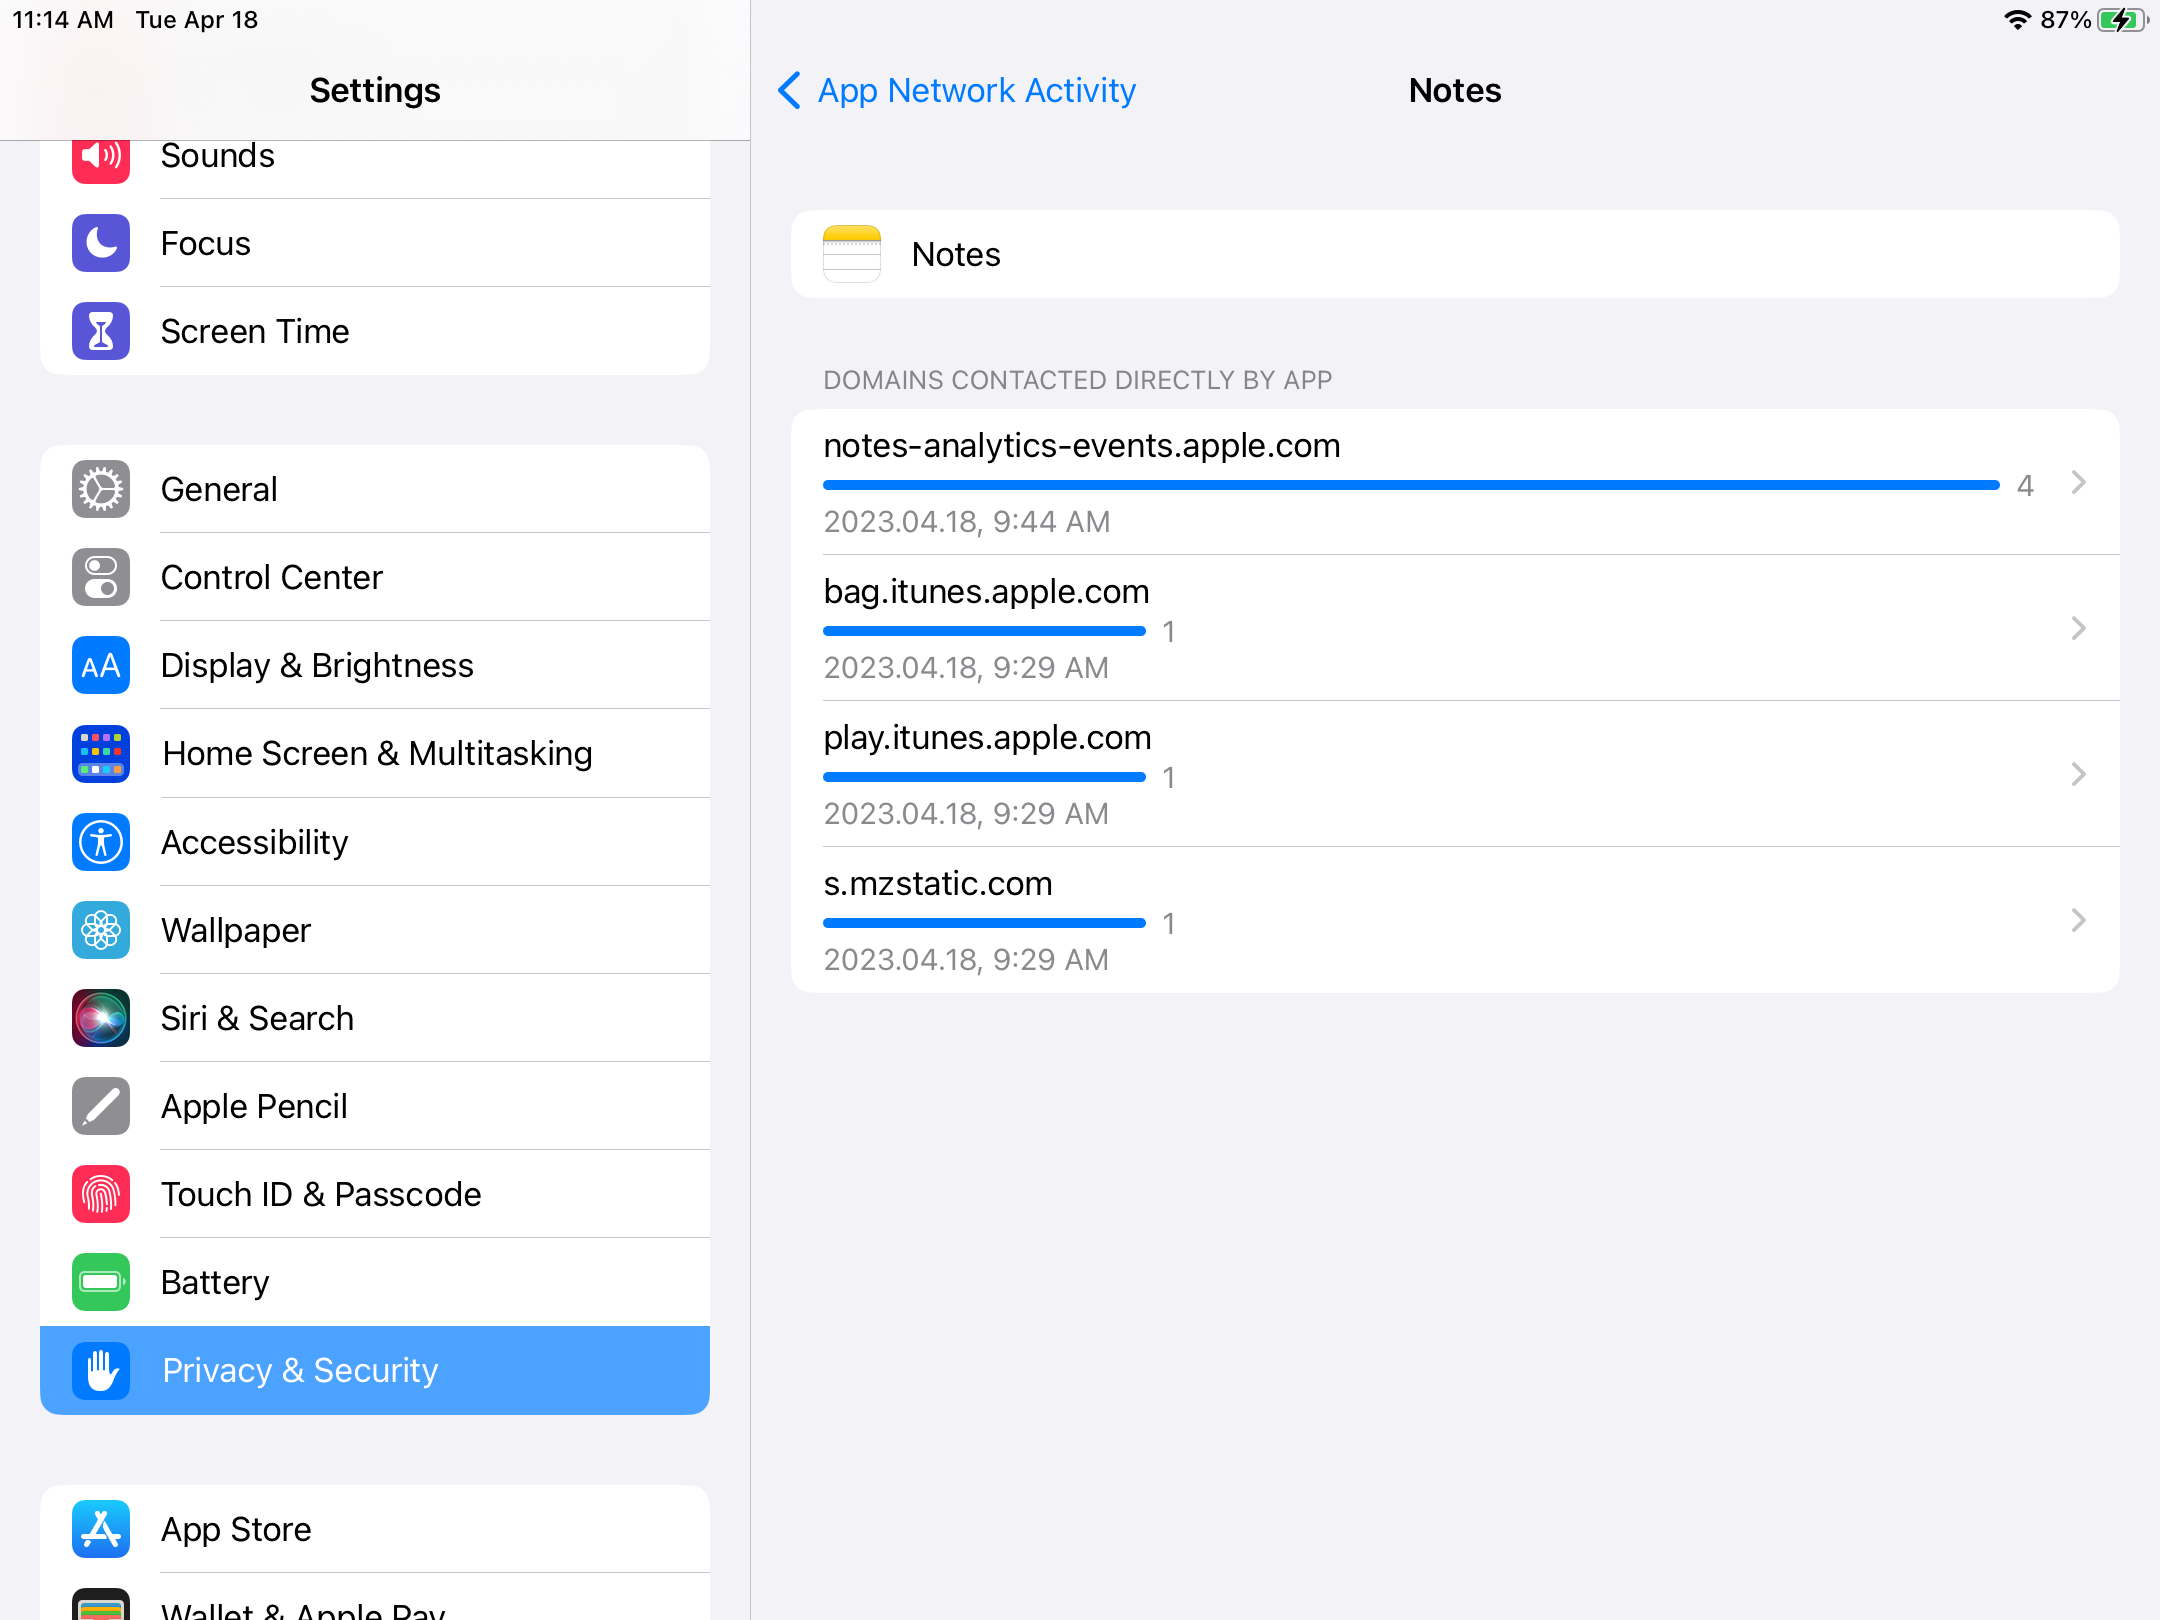 11:14 AM Tue Apr 18
87%
Settings
Sounds
Focus
Screen Time
General
Control Center
AA
Display & Brightness
Home Screen & Multitasking
Accessibility
Wallpaper
Siri & Search
Apple Pencil
Touch ID & Passcode
Battery
Privacy & Security
App Store
Wallet & Apple Pay
App Network Activity
Notes
Notes
DOMAINS CONTACTED DIRECTLY BY APP
notes-analytics-events.apple.com
4
2023.04.18, 9:44 AM
bag.itunes.apple.com
1
2023.04.18, 9:29 AM
play.itunes.apple.com
1
2023.04.18, 9:29 AM
s.mzstatic.com
1
2023.04.18, 9:29 AM